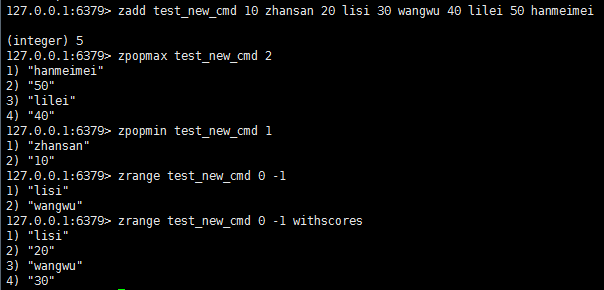 127.0.0.1:6379> zadd test_new_cmd 10 zhansan 20 lisi 30 wangwu 40 lilei 50 hanmeimei
(integer) 5
127.0.0.1:6379> zpopmax test_new_cmd 2
1) "hanmeimei"
2) "50"
3) "lilei"
4) "40"
127.0.0.1:6379> zpopmin test_new_cmd 1
1) "zhansan"
2) "10"
127.0.0.1:6379> zrange test_new_cmd 0 -1
1) "lisi"
2) "wangwu"
127.0.0.1:6379> zrange test_new_cmd 0 -1 withscores
1) "lisi"
2) "20"
3) "wangwu"
4) "30"